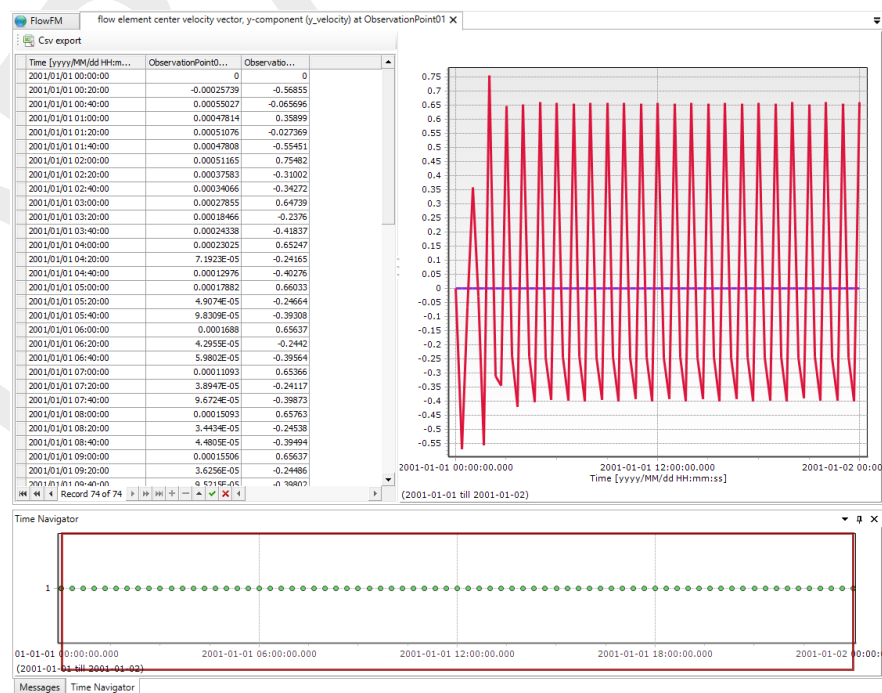 FlowFM
flow element center velocity vector, y-component (y_velocity) at ObservationPoint01
Csv export
Time [yyyy/MM/dd HH:m... ObservationPoint0... Observatio...
2001/01/01 00:00:00 0 0
2001/01/01 00:20:00 -0.00025739 -0.56855
2001/01/01 00:40:00 0.00055027 -0.065696
2001/01/01 01:00:00 0.00047814 0.35899
2001/01/01 01:20:00 0.00051076 -0.027369
2001/01/01 01:40:00 0.00047808 -0.55451
2001/01/01 02:00:00 0.00051165 0.75482
2001/01/01 02:20:00 0.00037583 -0.31002
2001/01/01 02:40:00 0.00034066 -0.34272
2001/01/01 03:00:00 0.00027855 0.64739
2001/01/01 03:20:00 0.00018466 -0.2376
2001/01/01 03:40:00 0.00024338 -0.41837
2001/01/01 04:00:00 0.00023025 0.65247
2001/01/01 04:20:00 7.1923E-05 -0.24165
2001/01/01 04:40:00 0.00012976 -0.40276
2001/01/01 05:00:00 0.00017882 0.66033
2001/01/01 05:20:00 4.9074E-05 -0.24664
2001/01/01 05:40:00 9.8309E-05 -0.39308
2001/01/01 06:00:00 0.0001688 0.65637
2001/01/01 06:20:00 4.2955E-05 -0.2442
2001/01/01 06:40:00 5.9802E-05 -0.39564
2001/01/01 07:00:00 0.00011093 0.65366
2001/01/01 07:20:00 3.8947E-05 -0.24117
2001/01/01 07:40:00 9.6724E-05 -0.39873
2001/01/01 08:00:00 0.00015093 0.65763
2001/01/01 08:20:00 3.4434E-05 -0.24538
2001/01/01 08:40:00 4.4805E-05 -0.39494
2001/01/01 09:00:00 0.00015506 0.65637
2001/01/01 09:20:00 3.6256E-05 -0.24486
2001/01/01 09:40:00 9.5215E-05 -0.39802
Record 74 of 74
0.75
0.7
0.65
0.6
0.55
0.5
0.45
0.4
0.35
0.3
0.25
0.2
0.15
0.1
0.05
0
-0.05
-0.1
-0.15
-0.2
-0.25
-0.3
-0.35
-0.4
-0.45
-0.5
-0.55
2001-01-01 00:00:00.000 2001-01-01 12:00:00.000 2001-01-02 00:00
Time [yyyy/MM/dd HH:mm:ss]
(2001-01-01 till 2001-01-02)
Time Navigator
1
01-01-01 00:00:00.000 2001-01-01 06:00:00.000 2001-01-01 12:00:00.000 2001-01-01 18:00:00.000 2001-01-02 00:00:
(2001-01-01 till 2001-01-02)
Messages Time Navigator